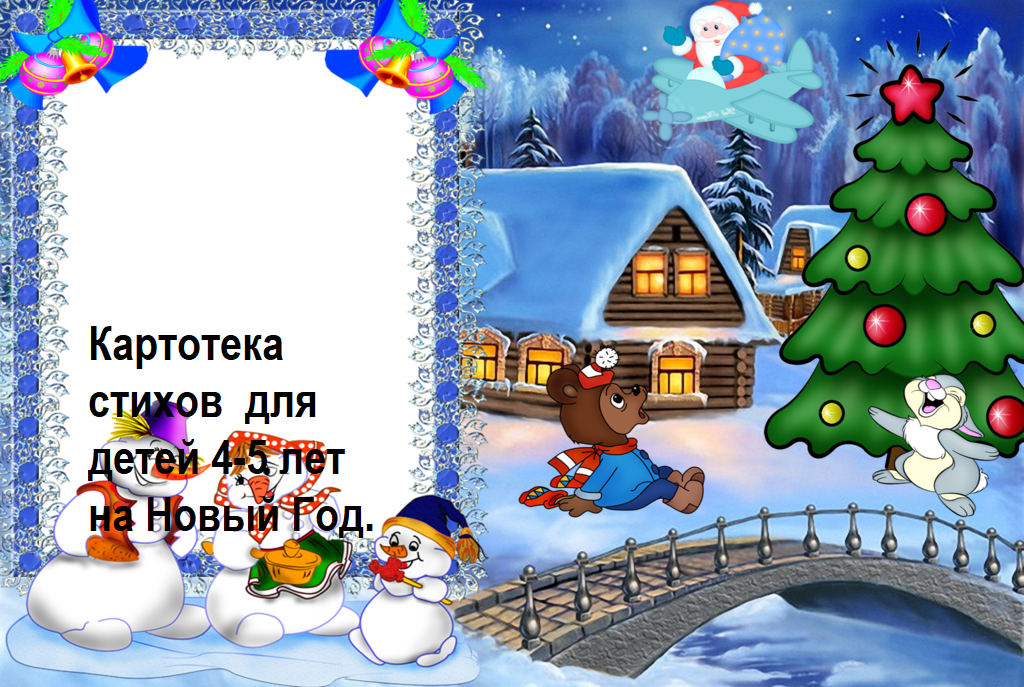 Картотека
стихов для
детей 4-5 лет
на Новый Год.